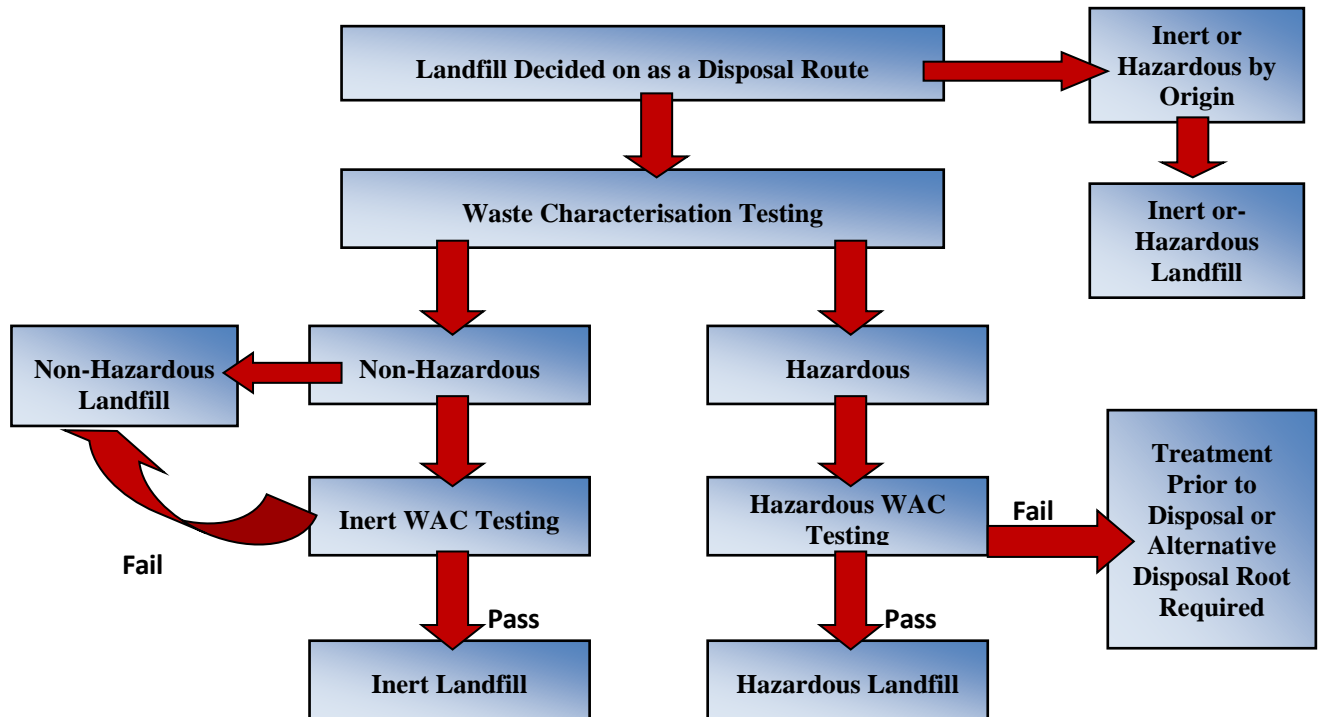 Landfill Decided on as a Disposal Route
Inert or
Hazardous by
Origin
Waste Characterisation Testing
Inert or-
Hazardous
Landfill
Non-Hazardous
Landfill
Non-Hazardous
Hazardous
Treatment
Prior to
Disposal or
Alternative
Disposal Root
Required
Inert WAC Testing
Hazardous WAC
Testing
Fail
Fail
Pass
Pass
Inert Landfill
Hazardous Landfill